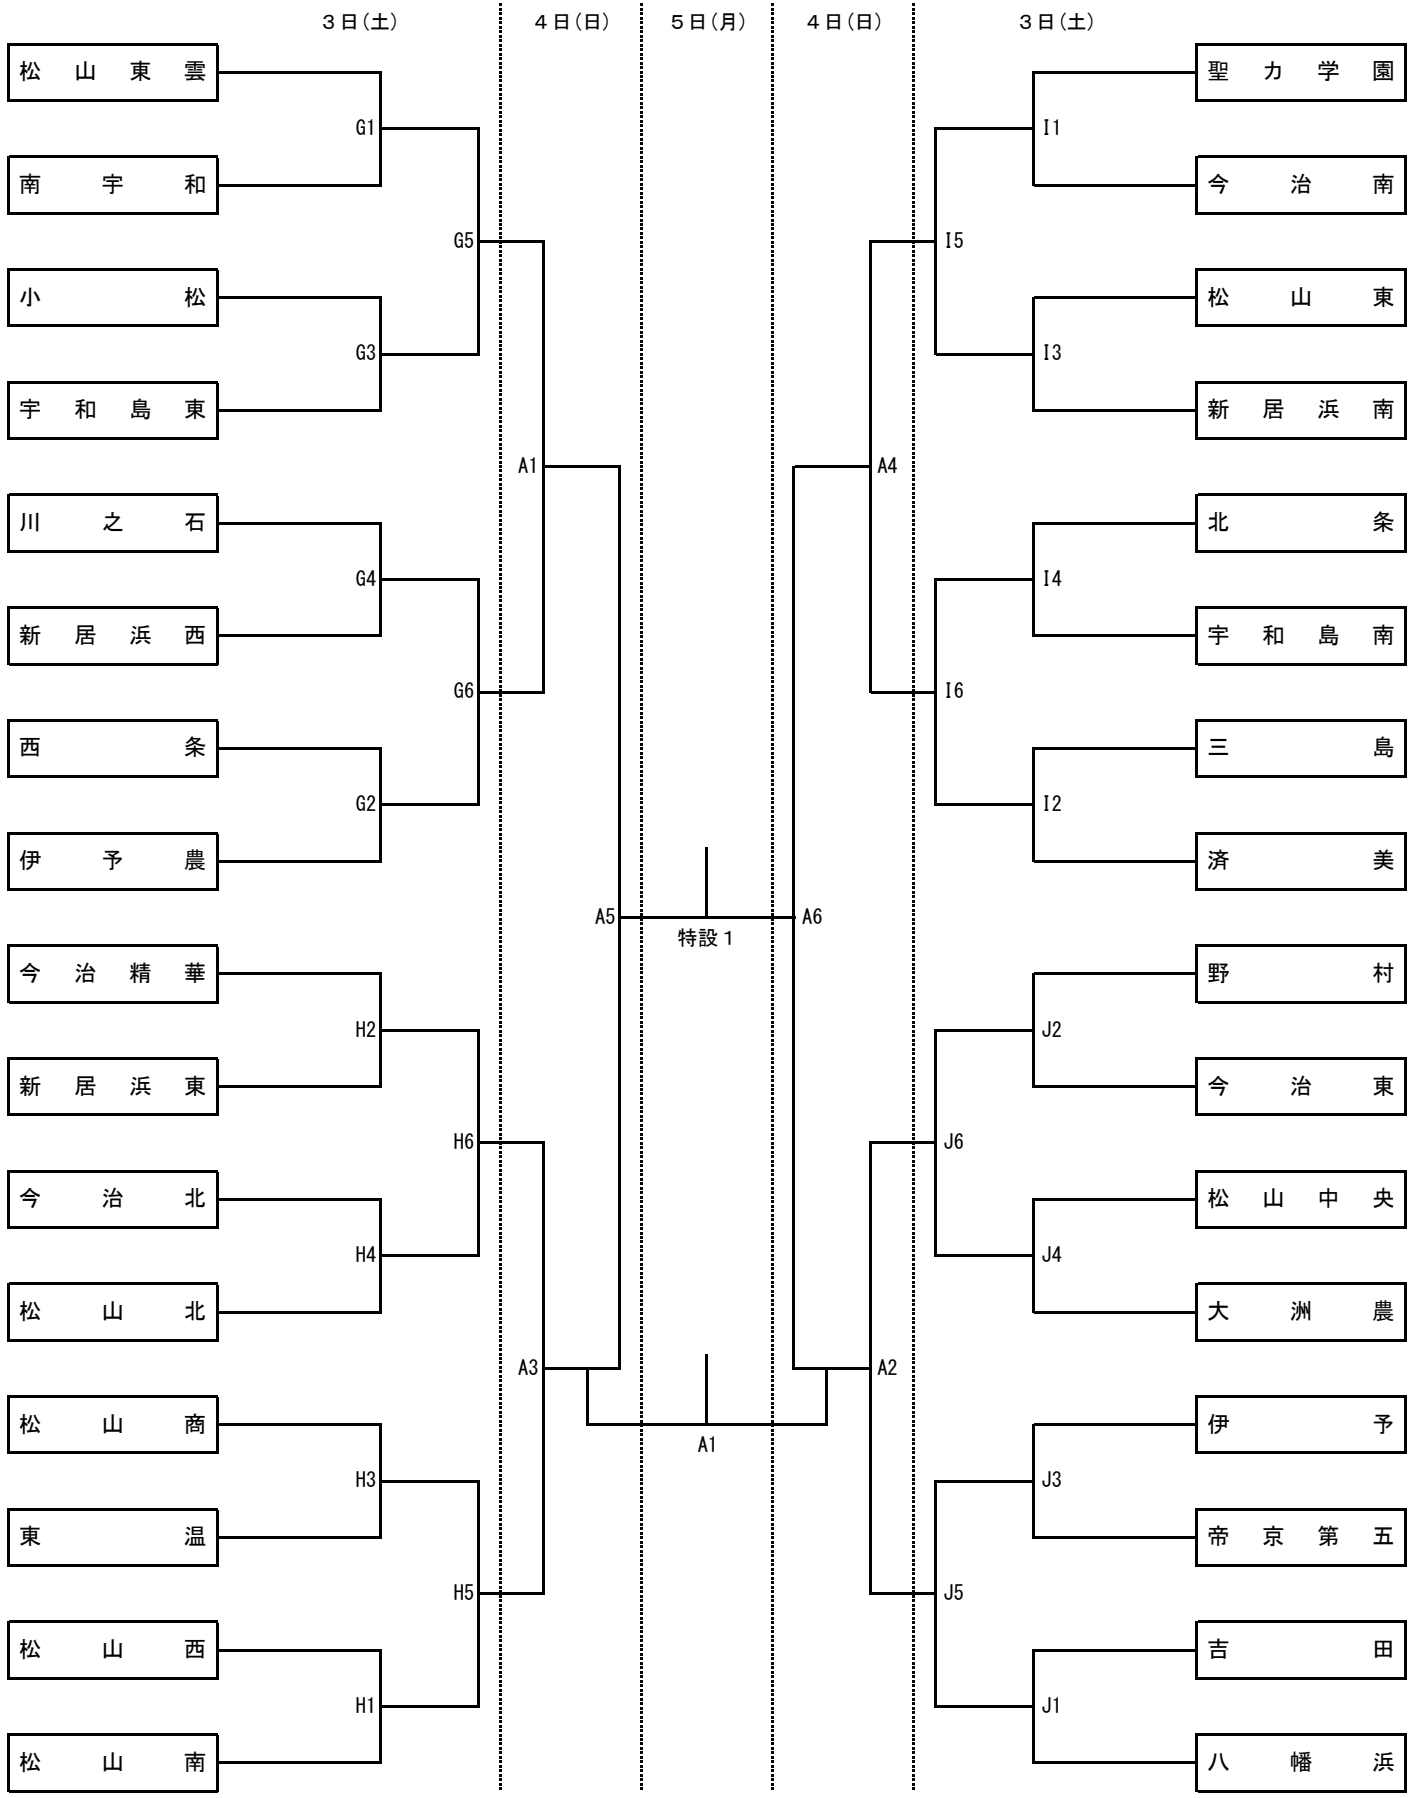 ３日(土) ４日(日) ５日(月) ４日(日) ３日(土)
松山東雲 聖カ学園
G1 I1
南宇和 今治南
G5 I5
小松 松山東
G3 I3
宇和島東 新居浜南
A1 A4
川之石 北条
G4 I4
新居浜西 宇和島南
G6 I6
西条 三島
G2 I2
伊予農 済美
A5 A6
特設１
今治精華 野村
H2 J2
新居浜東 今治東
H6 J6
今治北 松山中央
H4 J4
松山北 大洲農
A3 A2
松山商 伊予
A1
H3 J3
東温 帝京第五
H5 J5
松山西 吉田
H1 J1
松山南 八幡浜